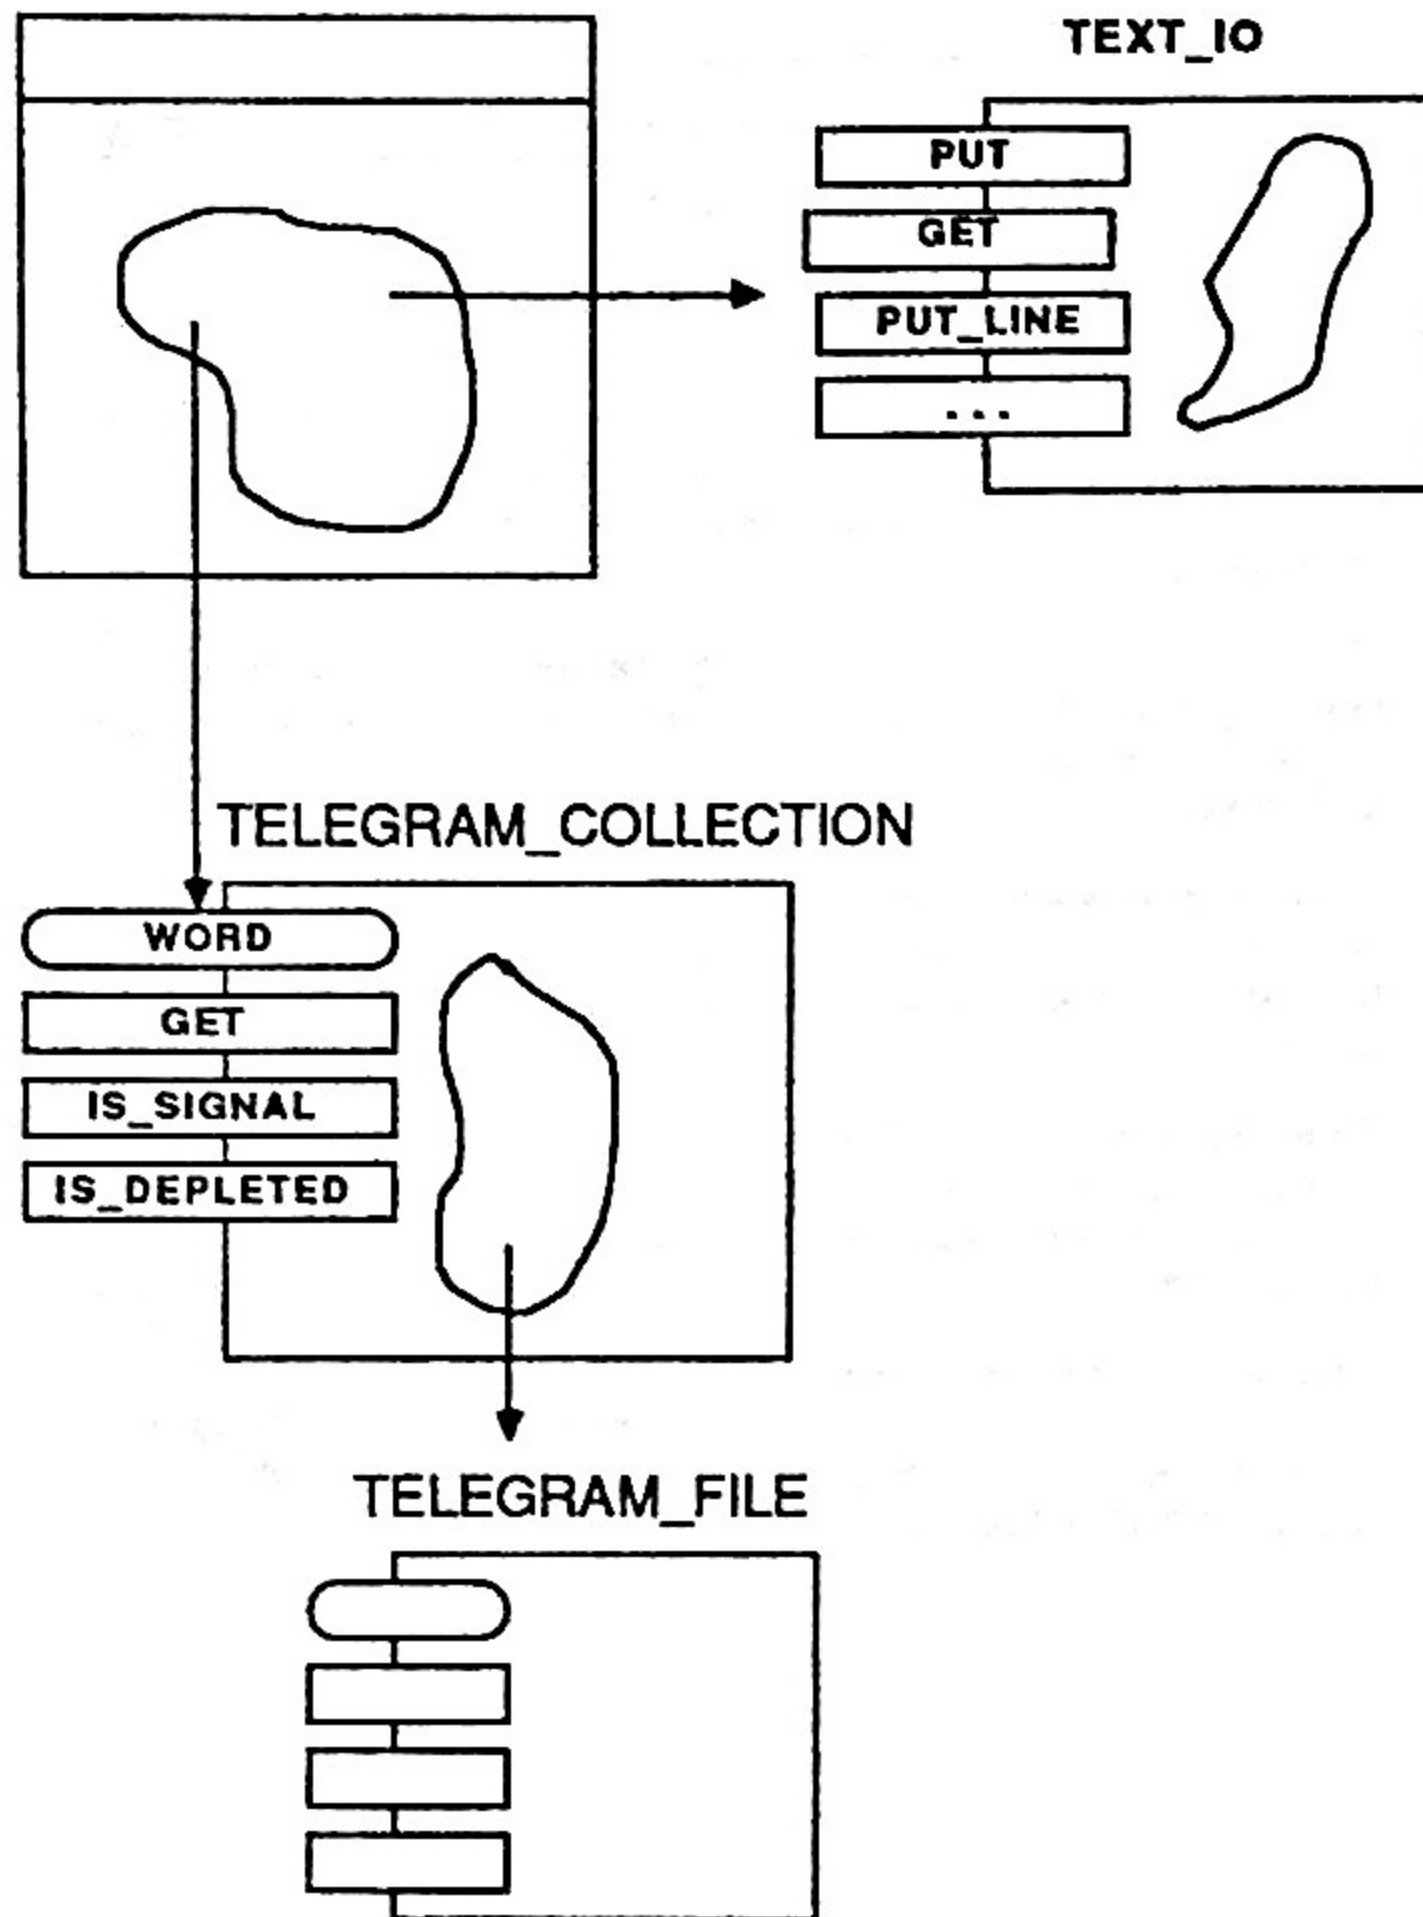 TEXT_IO
PUT
GET
PUT_LINE
...
TELEGRAM_COLLECTION
WORD
GET
IS_SIGNAL
IS_DEPLETED
TELEGRAM_FILE